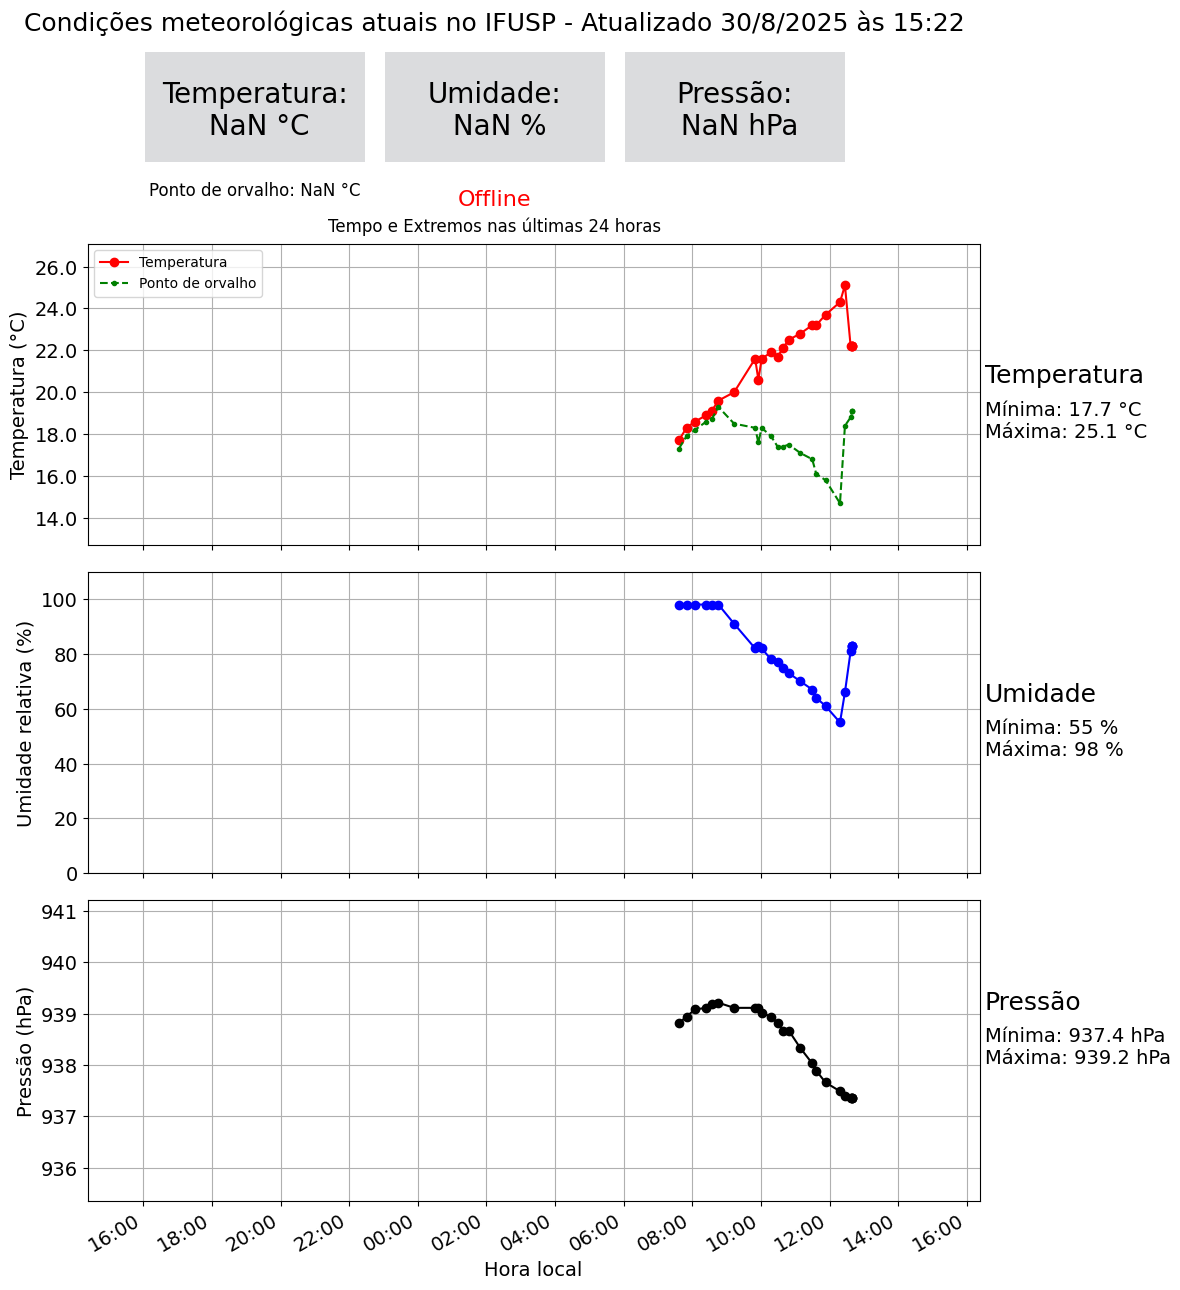 Condições meteorológicas atuais no IFUSP - Atualizado 30/8/2025 às 15:22
Temperatura:
NaN °C
Umidade:
NaN %
Pressão:
NaN hPa
Ponto de orvalho: NaN °C
Offline
Tempo e Extremos nas últimas 24 horas
Temperatura
Ponto de orvalho
Temperatura (°C)
26.0
24.0
22.0
20.0
18.0
16.0
14.0
Temperatura
Mínima: 17.7 °C
Máxima: 25.1 °C
Umidade relativa (%)
100
80
60
40
20
0
Umidade
Mínima: 55 %
Máxima: 98 %
Pressão (hPa)
941
940
939
938
937
936
Pressão
Mínima: 937.4 hPa
Máxima: 939.2 hPa
16:00 18:00 20:00 22:00 00:00 02:00 04:00 06:00 08:00 10:00 12:00 14:00 16:00
Hora local